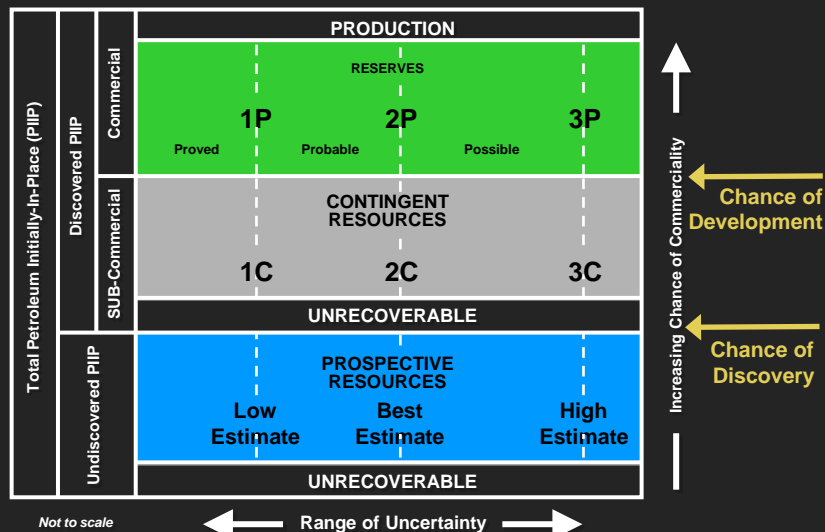 Total Petroleum Initially-In-Place (PIIP)
Discovered PIIP
Undiscovered PIIP
Commercial
SUB-Commercial
PRODUCTION
RESERVES
1P 2P 3P
Proved Probable Possible
CONTINGENT
RESOURCES
1C 2C 3C
UNRECOVERABLE
PROSPECTIVE
RESOURCES
Low Best High
Estimate Estimate Estimate
UNRECOVERABLE
Increasing Chance of Commerciality
Chance of
Development
Chance of
Discovery
Not to scale
Range of Uncertainty